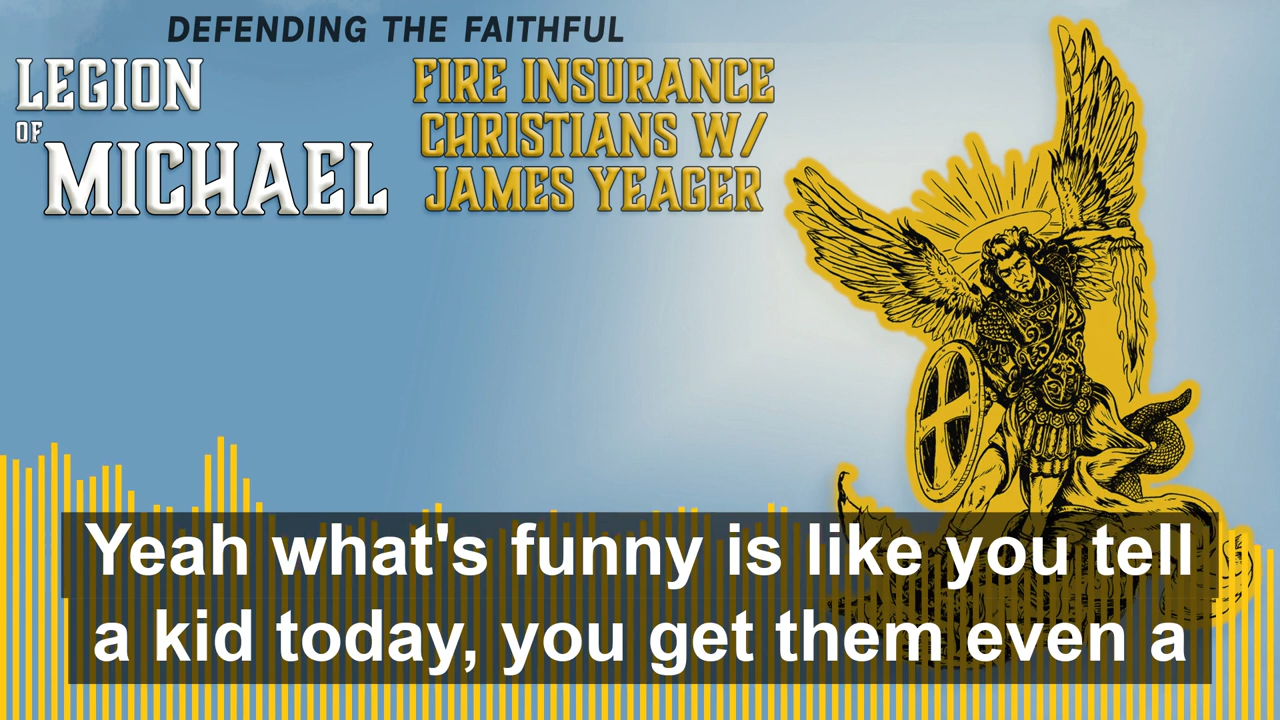 DEFENDING THE FAITHFUL
LEGION
OF
MICHAEL
FIRE INSURANCE
CHRISTIANS W/
JAMES YEAGER
Yeah what's funny is like you tell
a kid today, you get them even a